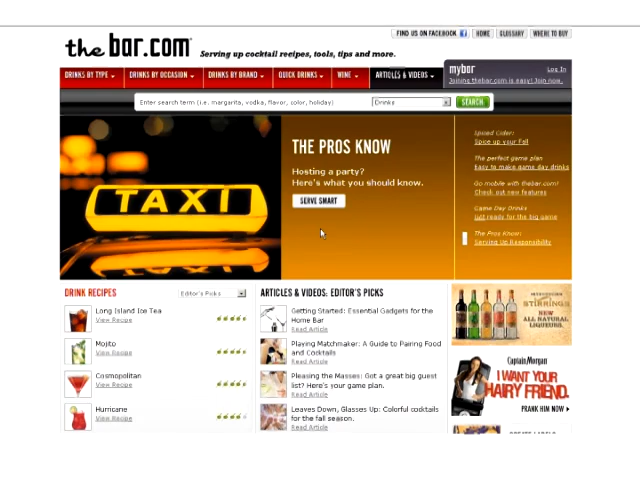 FIND US ON FACEBOOK
HOME
GLOSSARY
WHERE TO BUY
the bar.com
Serving up cocktail recipes, tools, tips and more.
DRINKS BY TYPE
DRINKS BY OCCASION
DRINKS BY BRAND
QUICK DRINKS
WINE
ARTICLES & VIDEOS
mybar
Log In
Joining thebar.com is easy! Join now.
Enter search term (i.e. margarita, vodka, flavor, color, holiday)
Drinks
SEARCH
TAXI
THE PROS KNOW
Hosting a party?
Here's what you should know.
SERVE SMART
Spiced Color:
Spice up your Fall
The perfect game plan
Easy to make game day drinks
Go mobile with thebar.com!
Check out new features
Game Day Drinks
Just ready for the big game
The Pros Know:
Serving Up Responsibility
DRINK RECIPES
Editor's Picks
Long Island Ice Tea
View Recipe
Mojito
View Recipe
Cosmopolitan
View Recipe
Hurricane
View Recipe
ARTICLES & VIDEOS: EDITOR'S PICKS
Getting Started: Essential Gadgets for the
Home Bar
Read Article
Playing Matchmaker: A Guide to Pairing Food
and Cocktails
Read Article
Pleasing the Masses: Got a great big guest
list? Here's your game plan.
Read Article
Leaves Down, Glasses Up: Colorful cocktails
for the fall season.
Read Article
INTRODUCING
STIRRINGS
NEW
ALL NATURAL
LIQUEURS.
Captain Morgan
I WANT YOUR
HAIRY FRIEND.
PRANK HIM NOW